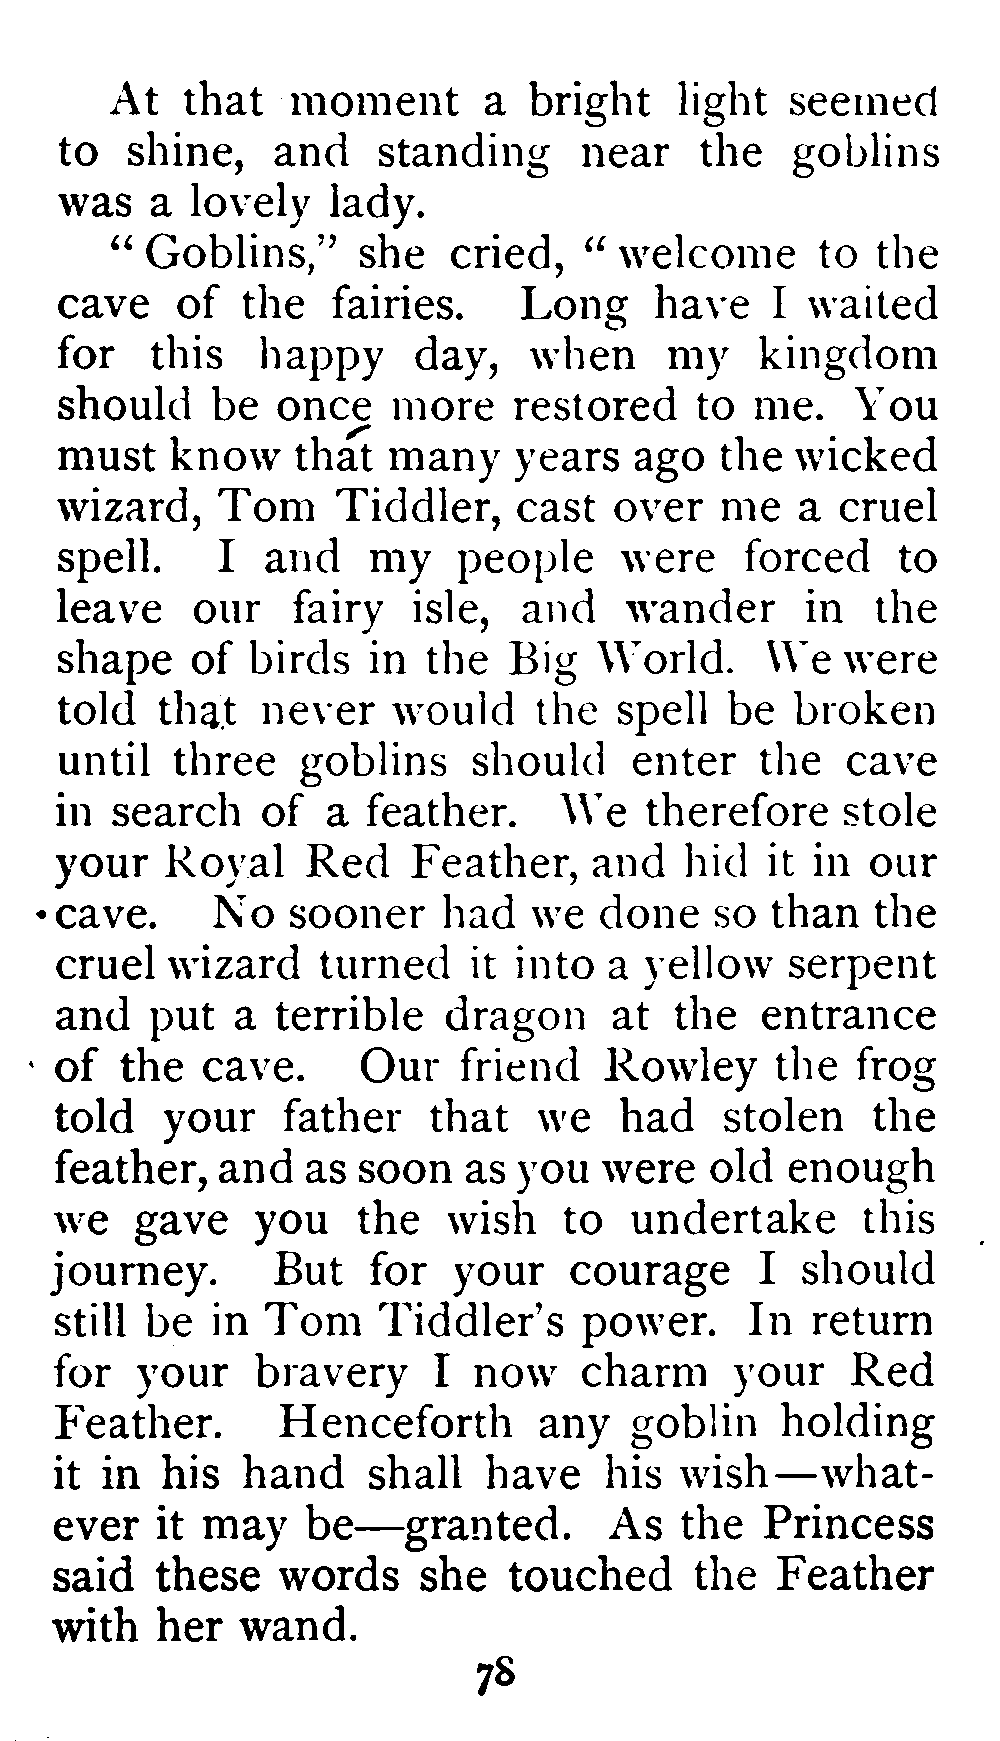 At that moment a bright light seemed
to shine, and standing near the goblins
was a lovely lady.
“ Goblins,” she cried, “ welcome to the
cave of the fairies. Long have I waited
for this happy day, when my kingdom
should be once more restored to me. You
must know that many years ago the wicked
wizard, Tom Tiddler, cast over me a cruel
spell. I and my people were forced to
leave our fairy isle, and wander in the
shape of birds in the Big World. We were
told that never would the spell be broken
until three goblins should enter the cave
in search of a feather. We therefore stole
your Royal Red Feather, and hid it in our
cave. No sooner had we done so than the
cruel wizard turned it into a yellow serpent
and put a terrible dragon at the entrance
of the cave. Our friend Rowley the frog
told your father that we had stolen the
feather, and as soon as you were old enough
we gave you the wish to undertake this
journey. But for your courage I should
still be in Tom Tiddler’s power. In return
for your bravery I now charm your Red
Feather. Henceforth any goblin holding
it in his hand shall have his wish—what-
ever it may be—granted. As the Princess
said these words she touched the Feather
with her wand.
78